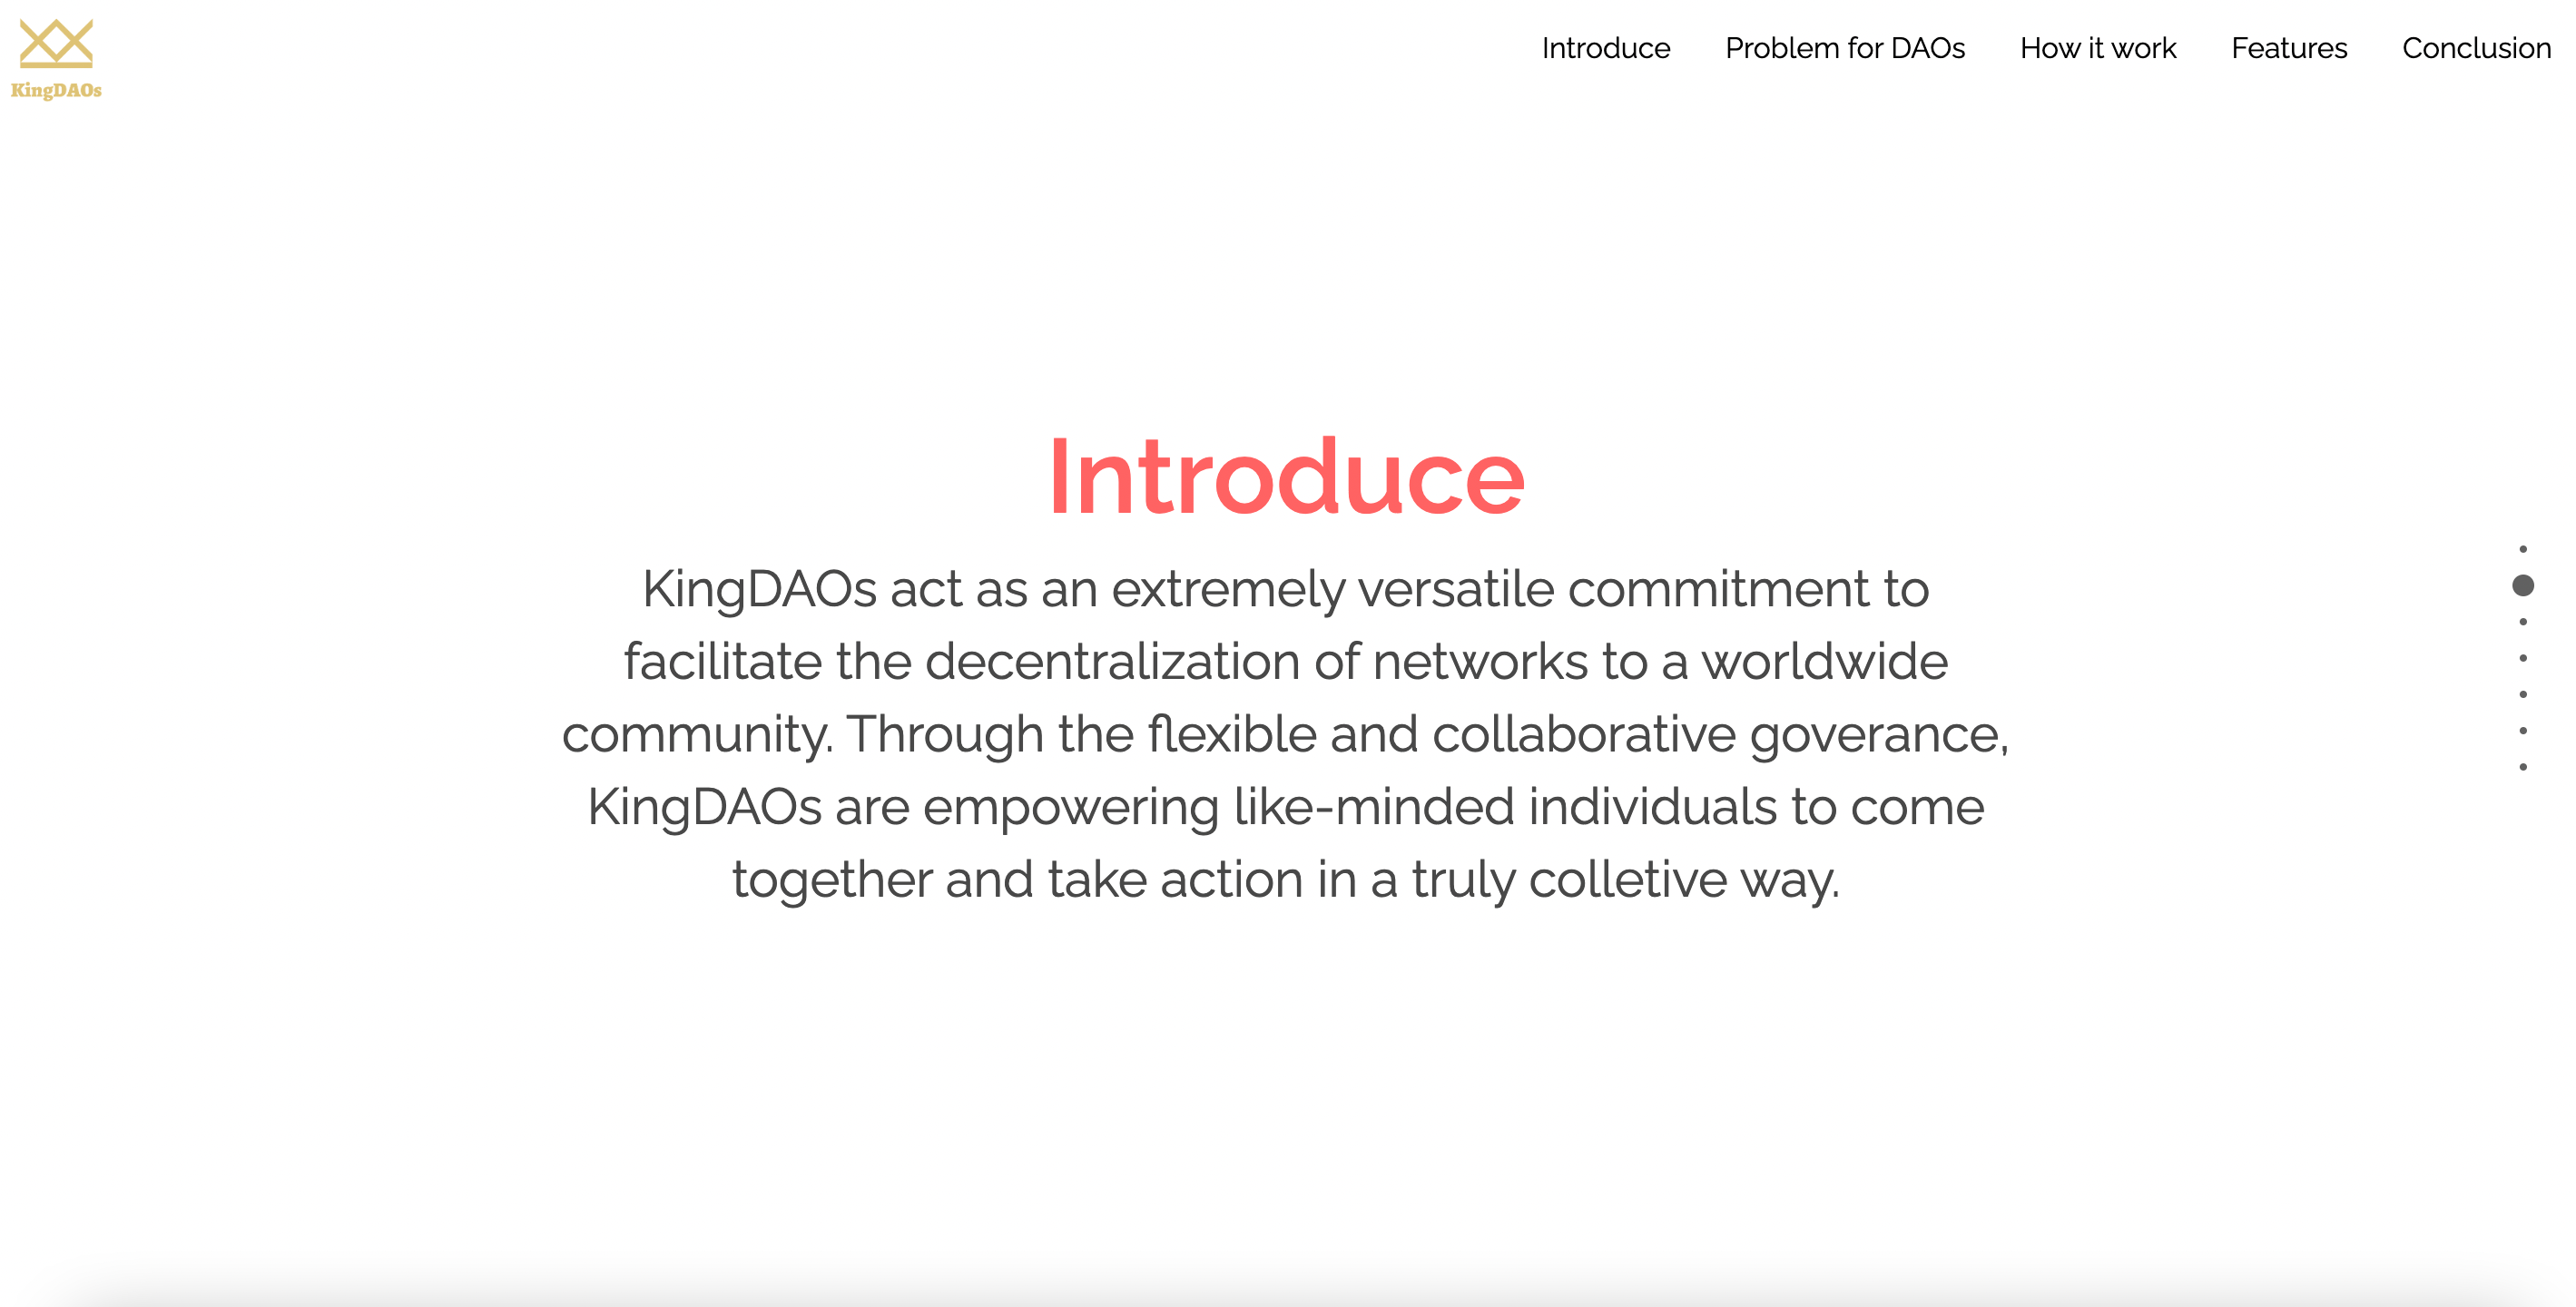 KingDAOs
Introduce Problem for DAOs How it work Features Conclusion
Introduce
KingDAOs act as an extremely versatile commitment to
facilitate the decentralization of networks to a worldwide
community. Through the flexible and collaborative goverance,
KingDAOs are empowering like-minded individuals to come
together and take action in a truly colletive way.